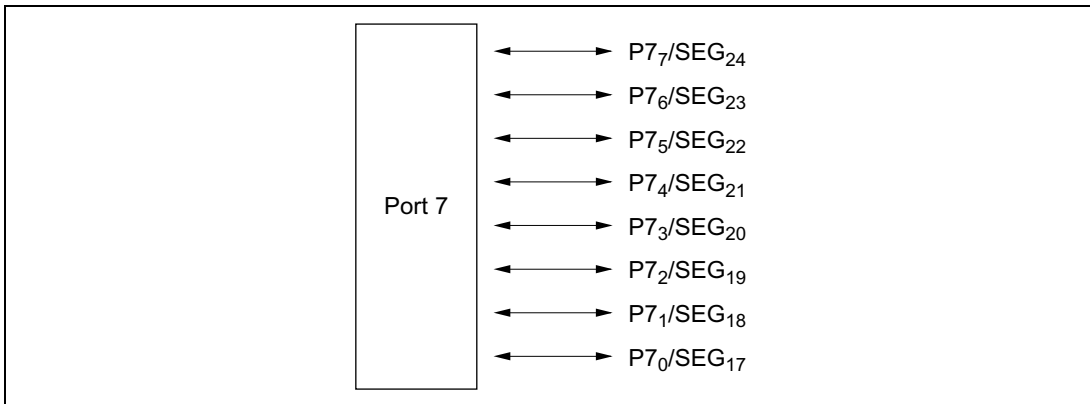 P7₇/SEG₂₄
P7₆/SEG₂₃
P7₅/SEG₂₂
P7₄/SEG₂₁
Port 7
P7₃/SEG₂₀
P7₂/SEG₁₉
P7₁/SEG₁₈
P7₀/SEG₁₇